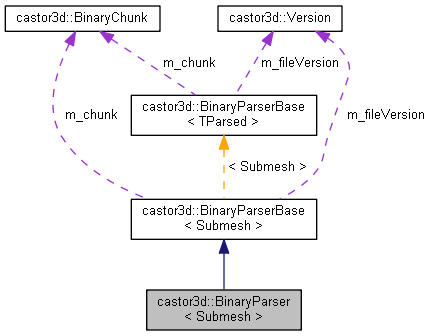 castor3d::BinaryChunk
castor3d::Version
m_chunk
m_fileVersion
castor3d::BinaryParserBase
< TParsed >
m_chunk
m_fileVersion
< Submesh >
castor3d::BinaryParserBase
< Submesh >
castor3d::BinaryParser
< Submesh >